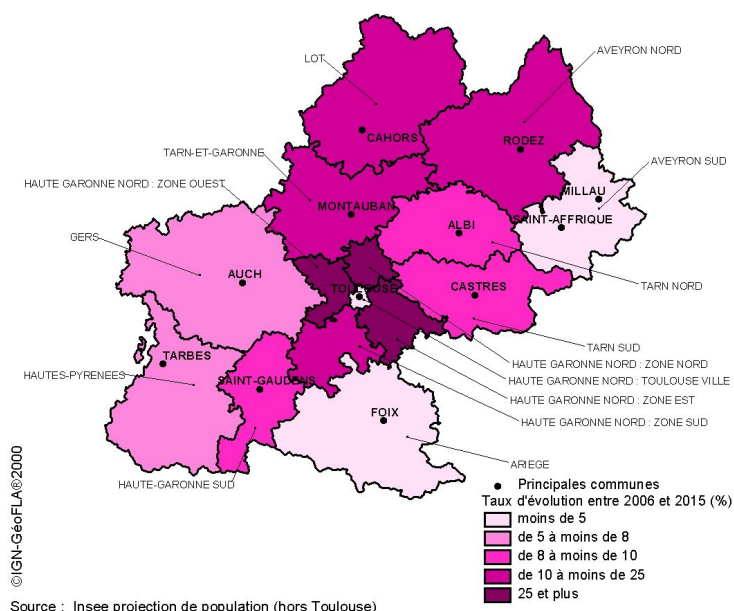 AVEYRON NORD
LOT
CAHORS
RODEZ
TARN-ET-GARONNE
AVEYRON SUD
HAUTE GARONNE NORD : ZONE OUEST
MILLAU
MONTAUBAN
SAINT-AFFRIQUE
ALBI
GERS
AUCH
TOULOUSE
CASTRES
TARN NORD
TARN SUD
TARBES
HAUTE GARONNE NORD : ZONE NORD
HAUTES-PYRENEES
SAINT-GAUDENS
HAUTE GARONNE NORD : TOULOUSE VILLE
HAUTE GARONNE NORD : ZONE EST
FOIX
HAUTE GARONNE NORD : ZONE SUD
ARIEGE
HAUTE-GARONNE SUD
©IGN-GéoFLA®2000
Principales communes
Taux d'évolution entre 2006 et 2015 (%)
moins de 5
de 5 à moins de 8
de 8 à moins de 10
de 10 à moins de 25
25 et plus
Source : Insee projection de population (hors Toulouse)